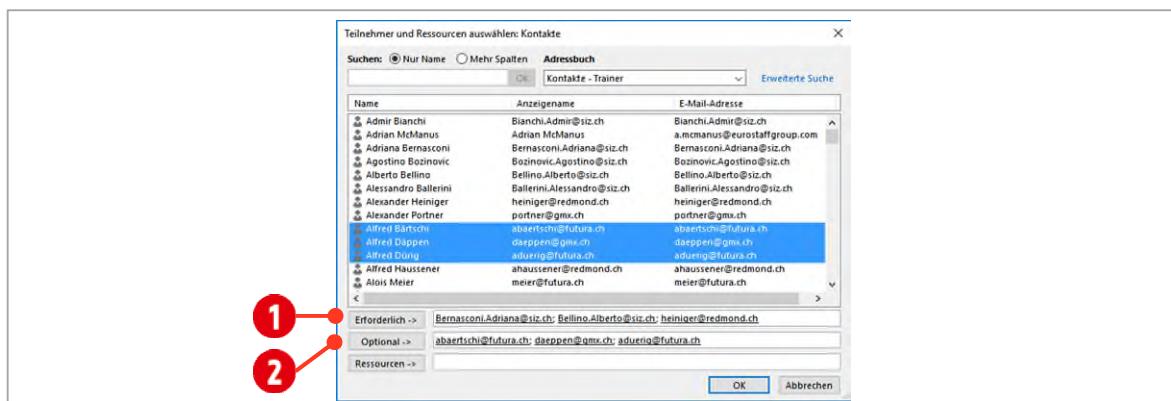 Teilnehmer und Ressourcen auswählen: Kontakte
Suchen: Nur Name Mehr Spalten Adressbuch
OK Kontakte - Trainer Erweiterte Suche
Name Anzeigename E-Mail-Adresse
Admir Bianchi Bianchi.Admir@siz.ch Bianchi.Admir@siz.ch
Adrian McManus Adrian McManus a.mcmanus@eurostaffgroup.com
Adriana Bernasconi Bernasconi.Adriana@siz.ch Bernasconi.Adriana@siz.ch
Agostino Bozinovic Bozinovic.Agostino@siz.ch Bozinovic.Agostino@siz.ch
Alberto Bellino Bellino.Alberto@siz.ch Bellino.Alberto@siz.ch
Alessandro Ballerini Ballerini.Alessandro@siz.ch Ballerini.Alessandro@siz.ch
Alexander Heiniger heiniger@redmond.ch heiniger@redmond.ch
Alexander Portner portner@gmx.ch portner@gmx.ch
Alfred Bärtschi abaertschi@futura.ch abaertschi@futura.ch
Alfred Däppen daeppen@gmx.ch daeppen@gmx.ch
Alfred Dürig aduerig@futura.ch aduerig@futura.ch
Alfred Haussener ahaussener@redmond.ch ahaussener@redmond.ch
Alois Meier meier@futura.ch meier@futura.ch
1 Erforderlich -> Bernasconi.Adriana@siz.ch; Bellino.Alberto@siz.ch; heiniger@redmond.ch
2 Optional -> abaertschi@futura.ch; daeppen@gmx.ch; aduerig@futura.ch
Ressourcen ->
OK Abbrechen